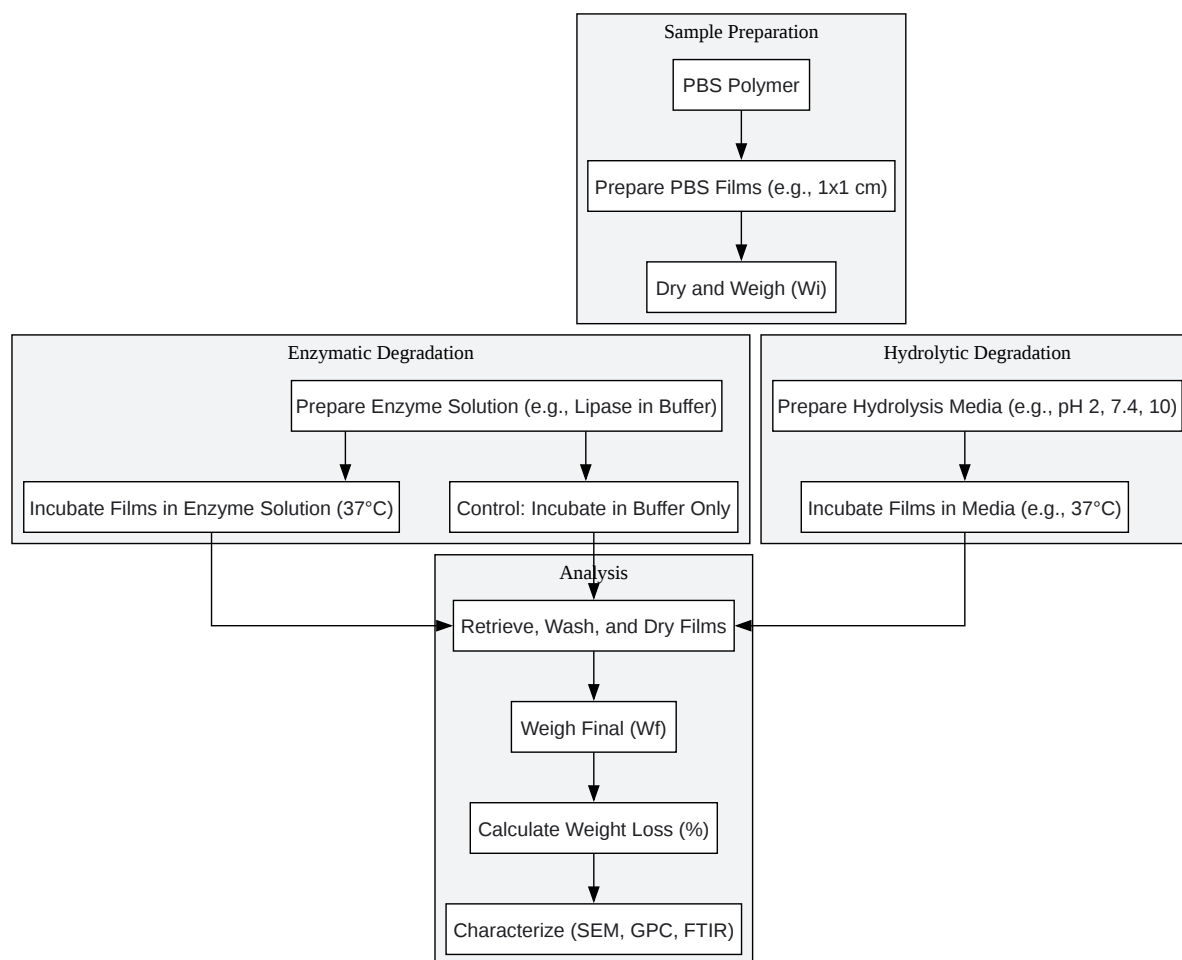 Sample Preparation
PBS Polymer
Prepare PBS Films (e.g., 1x1 cm)
Dry and Weigh (Wi)
Enzymatic Degradation
Prepare Enzyme Solution (e.g., Lipase in Buffer)
Incubate Films in Enzyme Solution (37°C)
Control: Incubate in Buffer Only
Hydrolytic Degradation
Prepare Hydrolysis Media (e.g., pH 2, 7.4, 10)
Incubate Films in Media (e.g., 37°C)
Analysis
Retrieve, Wash, and Dry Films
Weigh Final (Wf)
Calculate Weight Loss (%)
Characterize (SEM, GPC, FTIR)